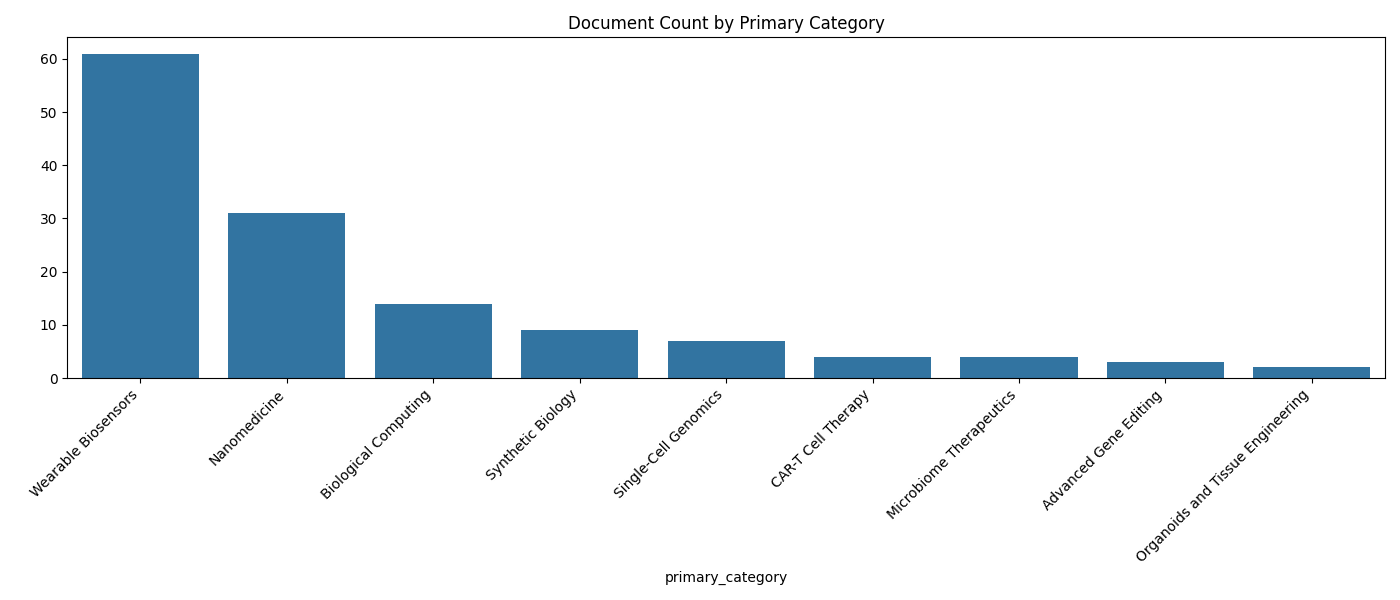 Document Count by Primary Category
60
50
40
30
20
10
0
Wearable Biosensors
Nanomedicine
Biological Computing
Synthetic Biology
Single-Cell Genomics
CAR-T Cell Therapy
Microbiome Therapeutics
Advanced Gene Editing
Organoids and Tissue Engineering
primary_category